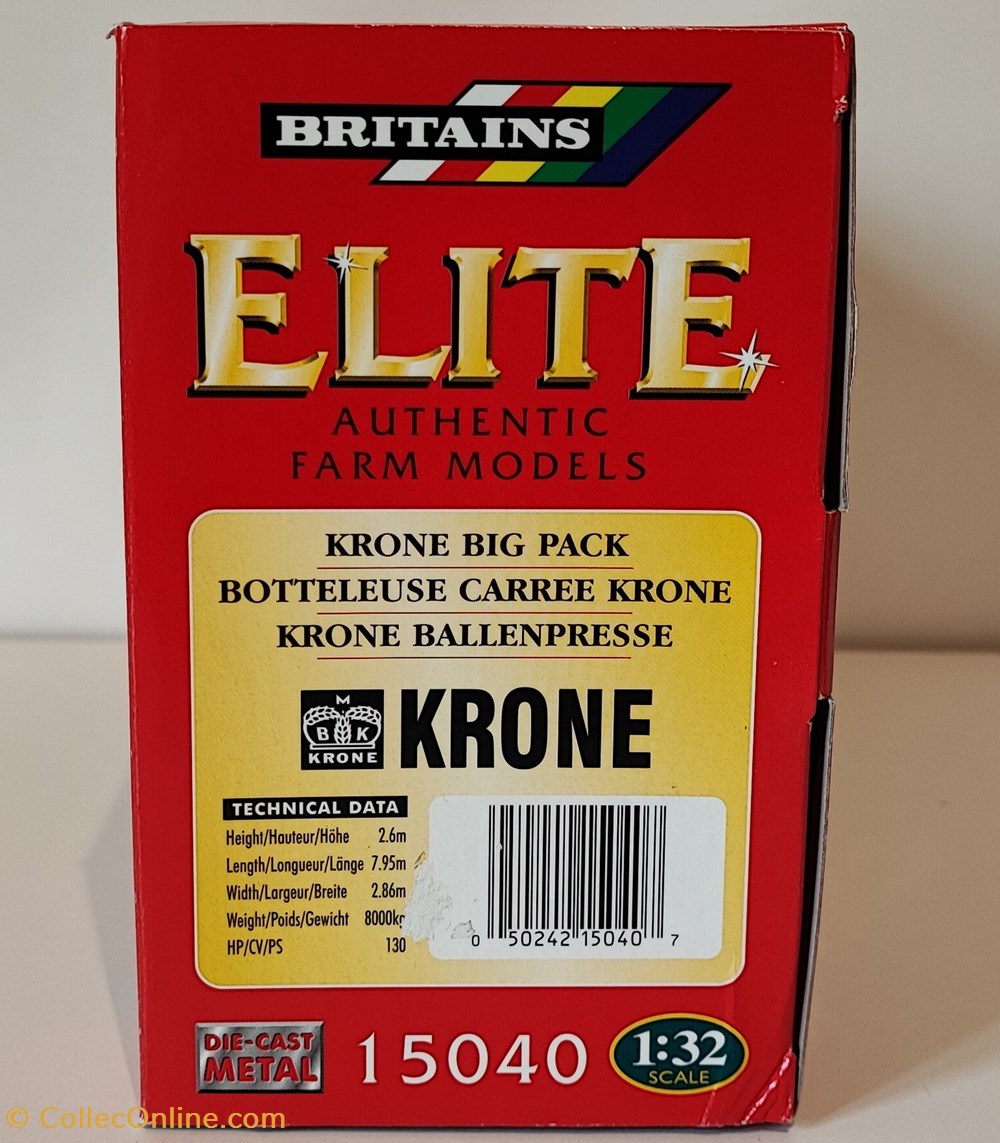 BRITAINS
ELITE
AUTHENTIC
FARM MODELS
KRONE BIG PACK
BOTTELEUSE CARREE KRONE
KRONE BALLENPRESSE
M
B K
KRONE
KRONE
TECHNICAL DATA
Height/Hauteur/Höhe 2.6m
Length/Longueur/Länge 7.95m
Width/Largeur/Breite 2.86m
Weight/Poids/Gewicht 8000kg
HP/CV/PS 130
0 50242 15040 7
DIE-CAST
METAL
15040
1:32
SCALE
© CollecOnline.com